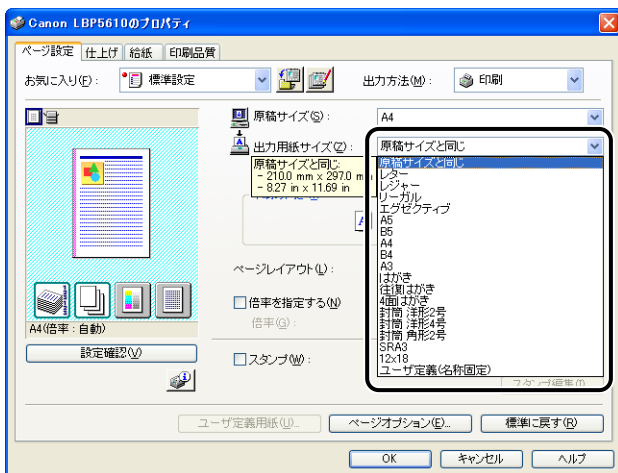 Canon LBP5610のプロパティ
ページ設定 仕上げ 給紙 印刷品質
お気に入り(F): 標準設定 出力方法(M): 印刷
原稿サイズ(S): A4
出力用紙サイズ(Z): 原稿サイズと同じ
原稿サイズと同じ:
- 210.0 mm x 297.0 m
- 8.27 in x 11.69 in
原稿サイズと同じ
レター
レジャー
リーガル
エグゼクティブ
A5
B5
A4
B4
A3
はがき
往復はがき
4面はがき
封筒 洋形2号
封筒 洋形4号
封筒 角形2号
SRA3
12x18
ユーザ定義(名称固定)
ページレイアウト(L):
倍率を指定する(N)
倍率(G):
A4(倍率:自動)
設定確認(V)
スタンプ(W):
ユーザ定義用紙(U)... ページオプション(E)... 標準に戻す(R)
OK キャンセル ヘルプ